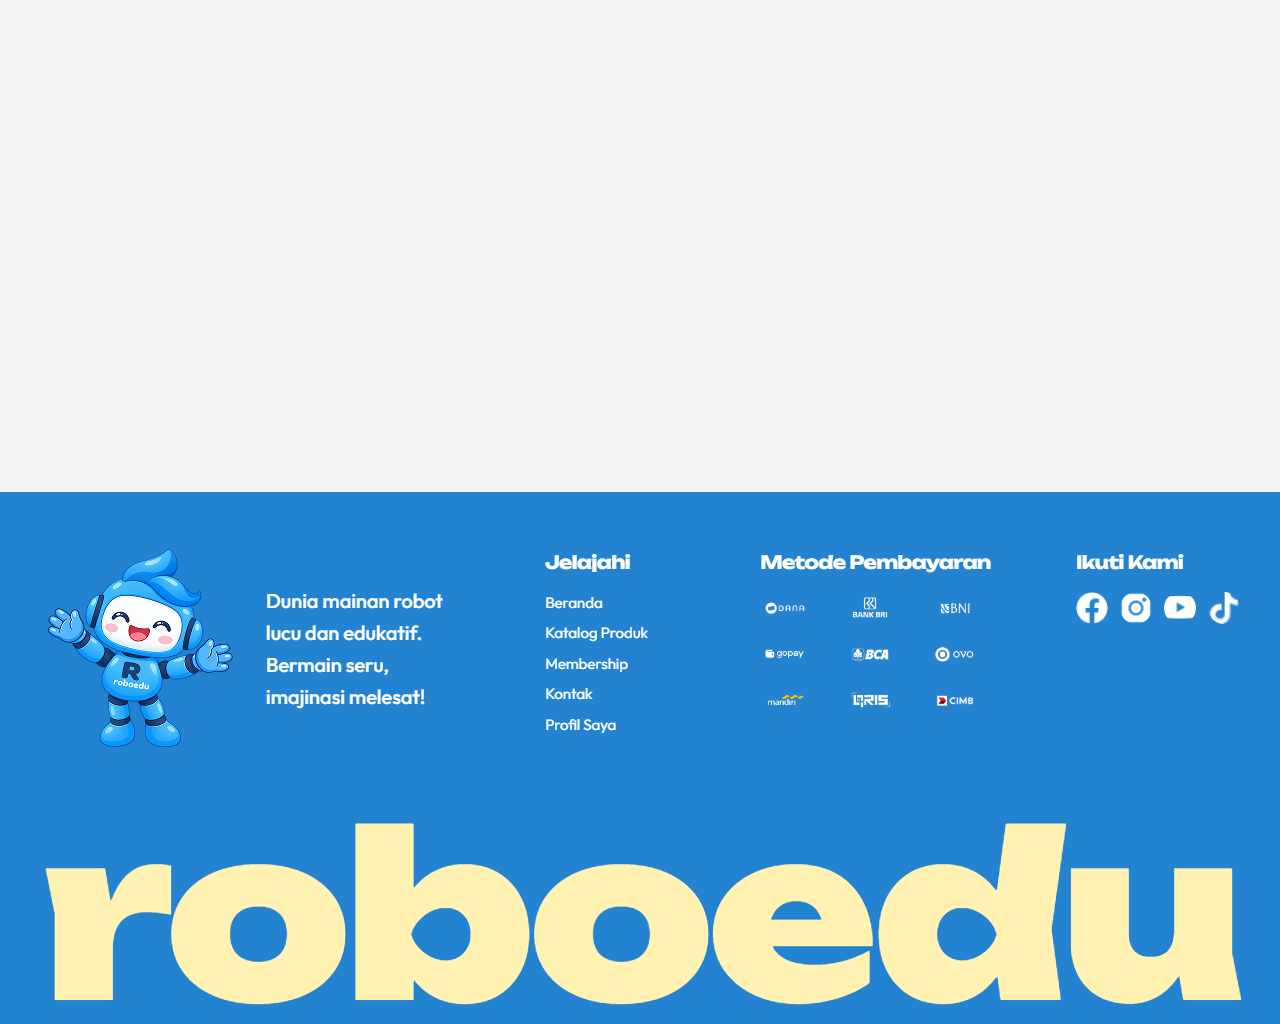 R
roboedu
Dunia mainan robot
lucu dan edukatif.
Bermain seru,
imajinasi melesat!
Jelajahi
Beranda
Katalog Produk
Membership
Kontak
Profil Saya
Metode Pembayaran
DANA
BANK BRI
BNI
gopay
BCA
OVO
mandiri
QRIS
CIMB
Ikuti Kami
roboedu